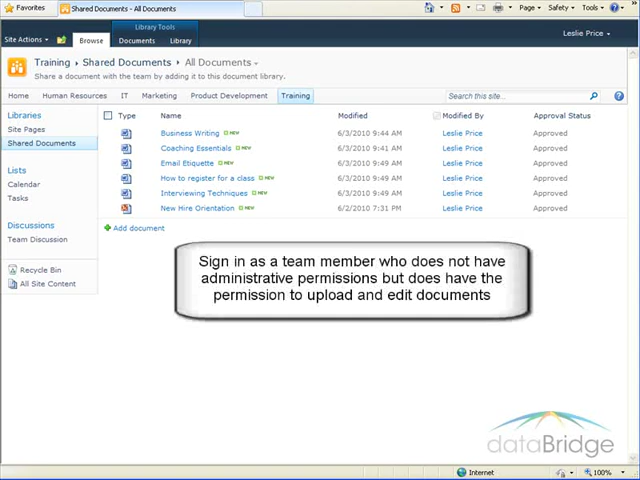 Favorites
Shared Documents - All Documents
Page
Safety
Tools
Library Tools
Site Actions
Browse
Documents
Library
Leslie Price
Training
Shared Documents
All Documents
Share a document with the team by adding it to this document library.
Home
Human Resources
IT
Marketing
Product Development
Training
Search this site...
Libraries
Site Pages
Shared Documents
Lists
Calendar
Tasks
Discussions
Team Discussion
Recycle Bin
All Site Content
Type Name Modified Modified By Approval Status
Business Writing NEW 6/3/2010 9:44 AM Leslie Price Approved
Coaching Essentials NEW 6/3/2010 9:41 AM Leslie Price Approved
Email Etiquette NEW 6/3/2010 9:49 AM Leslie Price Approved
How to register for a class NEW 6/3/2010 9:49 AM Leslie Price Approved
Interviewing Techniques NEW 6/3/2010 9:49 AM Leslie Price Approved
New Hire Orientation NEW 6/2/2010 7:31 PM Leslie Price Approved
Add document
Sign in as a team member who does not have
administrative permissions but does have the
permission to upload and edit documents
dataBridge
Internet
100%